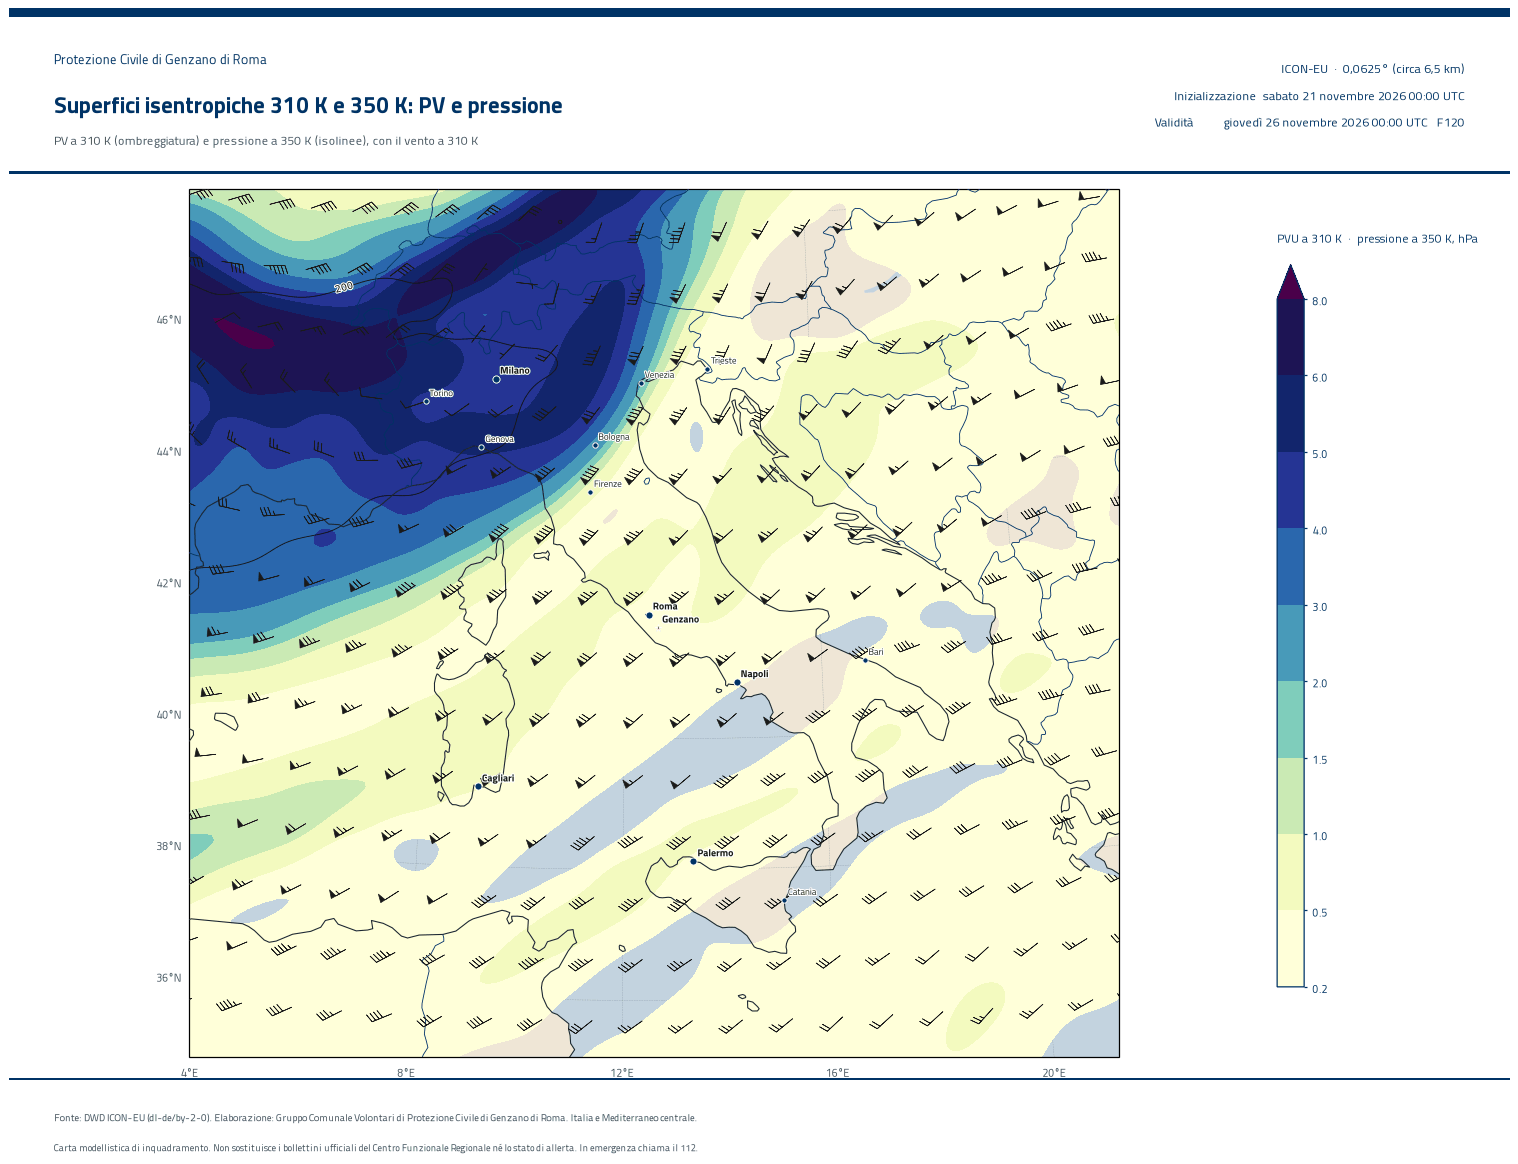 Protezione Civile di Genzano di Roma
Superfici isentropiche 310 K e 350 K: PV e pressione
PV a 310 K (ombreggiatura) e pressione a 350 K (isolinee), con il vento a 310 K
ICON-EU · 0,0625° (circa 6,5 km)
Inizializzazione sabato 21 novembre 2026 00:00 UTC
Validità giovedì 26 novembre 2026 00:00 UTC F120
PVU a 310 K · pressione a 350 K, hPa
8.0
6.0
5.0
4.0
3.0
2.0
1.5
1.0
0.5
0.2
46°N
44°N
42°N
40°N
38°N
36°N
4°E
8°E
12°E
16°E
20°E
200
Trieste
Milano
Venezia
Torino
Bologna
Genova
Firenze
Roma
Genzano
Bari
Napoli
Cagliari
Palermo
Catania
Fonte: DWD ICON-EU (dl-de/by-2-0). Elaborazione: Gruppo Comunale Volontari di Protezione Civile di Genzano di Roma. Italia e Mediterraneo centrale.
Carta modellistica di inquadramento. Non sostituisce i bollettini ufficiali del Centro Funzionale Regionale né lo stato di allerta. In emergenza chiama il 112.